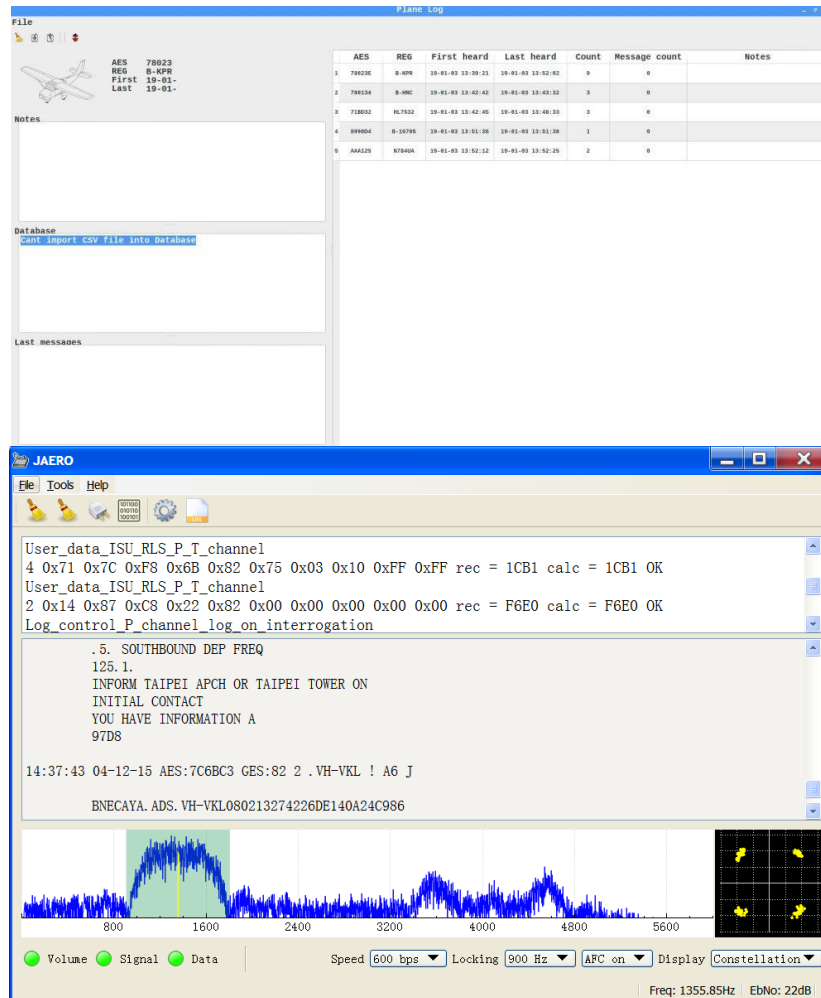 Plane Log
File
AES 78023
REG B-KPR
First 19-01-
Last 19-01-
Notes
Database
Cant import CSV file into Database
Last messages
AES REG First heard Last heard Count Message count Notes
1 78023E B-KPR 19-01-03 13:30:21 19-01-03 13:52:02 9 0
2 780134 B-HNC 19-01-03 13:42:42 19-01-03 13:43:32 3 0
3 71BD32 HL7532 19-01-03 13:42:45 19-01-03 13:48:33 3 0
4 8990D4 B-16705 19-01-03 13:51:38 19-01-03 13:51:38 1 0
5 AAA125 N784UA 19-01-03 13:52:12 19-01-03 13:52:25 2 0
JAERO
File Tools Help
User_data_ISU_RLS_P_T_channel
4 0x71 0x7C 0xF8 0x6B 0x82 0x75 0x03 0x10 0xFF 0xFF rec = 1CB1 calc = 1CB1 OK
User_data_ISU_RLS_P_T_channel
2 0x14 0x87 0xC8 0x22 0x82 0x00 0x00 0x00 0x00 0x00 rec = F6E0 calc = F6E0 OK
Log_control_P_channel_log_on_interrogation
.5. SOUTHBOUND DEP FREQ
125.1.
INFORM TAIPEI APCH OR TAIPEI TOWER ON
INITIAL CONTACT
YOU HAVE INFORMATION A
97D8
14:37:43 04-12-15 AES:7C6BC3 GES:82 2 .VH-VKL ! A6 J
BNECAYA.ADS.VH-VKL080213274226DE140A24C986
800 1600 2400 3200 4000 4800 5600
Volume Signal Data Speed 600 bps Locking 900 Hz AFC on Display Constellation
Freq: 1355.85Hz EbNo: 22dB